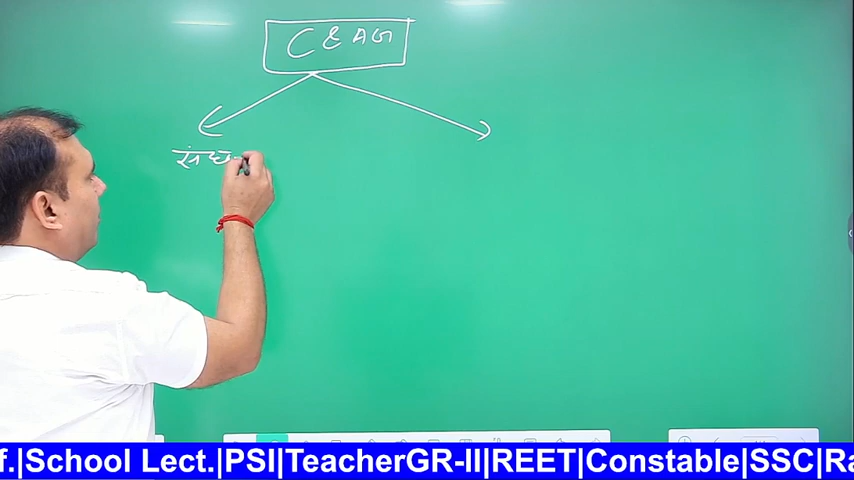 C & AG
संघ
f.|School Lect.|PSI|TeacherGR-II|REET|Constable|SSC|Ra